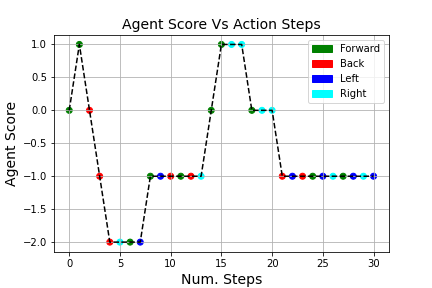 Agent Score Vs Action Steps
Agent Score
1.0
0.5
0.0
−0.5
−1.0
−1.5
−2.0
Forward
Back
Left
Right
0 5 10 15 20 25 30
Num. Steps